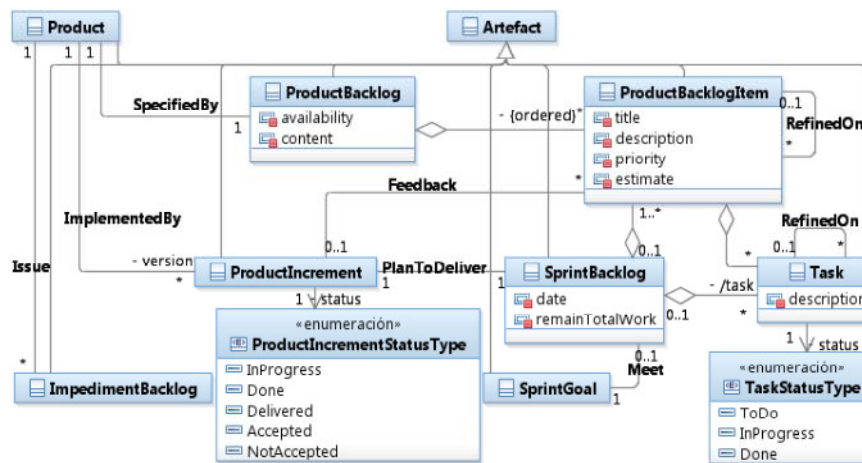 Product
Artefact
1
1
1
ProductBacklog
availability
content
SpecifiedBy
1
- {ordered}
*
ProductBacklogItem
title
description
priority
estimate
0..1
RefinedOn
*
Feedback
*
0..1
ImplementedBy
1..*
RefinedOn
0..1
*
*
Issue
- version
*
ProductIncrement
PlanToDeliver
1
1
0..1
SprintBacklog
date
remainTotalWork
- /task
0..1
*
Task
description
1
status
«enumeración»
ProductIncrementStatusType
InProgress
Done
Delivered
Accepted
NotAccepted
*
ImpedimentBacklog
0..1
Meet
1
SprintGoal
1
status
«enumeración»
TaskStatusType
ToDo
InProgress
Done